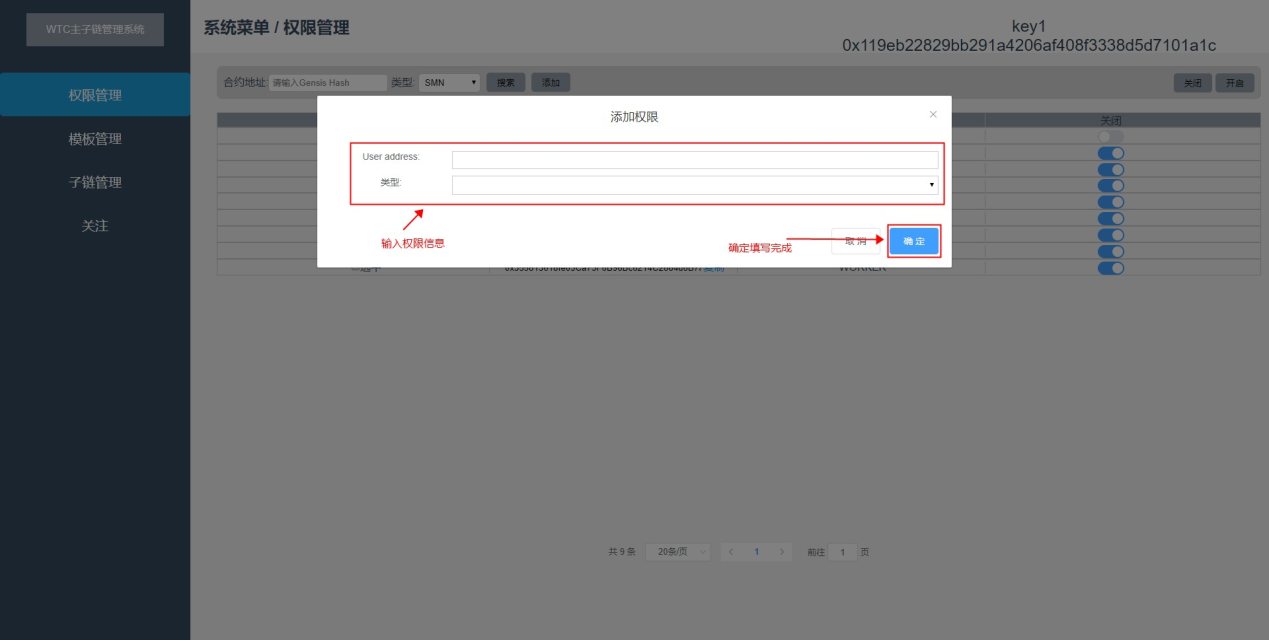 WTC主子链管理系统
系统菜单 / 权限管理
key1
0x119eb22829bb291a4206af408f3338d5d7101a1c
权限管理
模板管理
子链管理
关注
合约地址: 请输入Gensis Hash 类型: SMN 搜索 添加 关闭 开启
关闭
添加权限
User address:
类型:
输入权限信息
确定填写完成
取 消
确 定
复制
WORKER
共 9 条 20条/页 1 前往 1 页